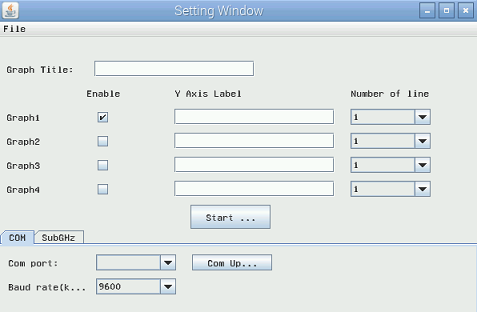 Setting Window
File
Graph Title:
Enable Y Axis Label Number of line
Graph1 1
Graph2 1
Graph3 1
Graph4 1
Start ...
COM SubGHz
Com port: Com Up...
Baud rate(k... 9600